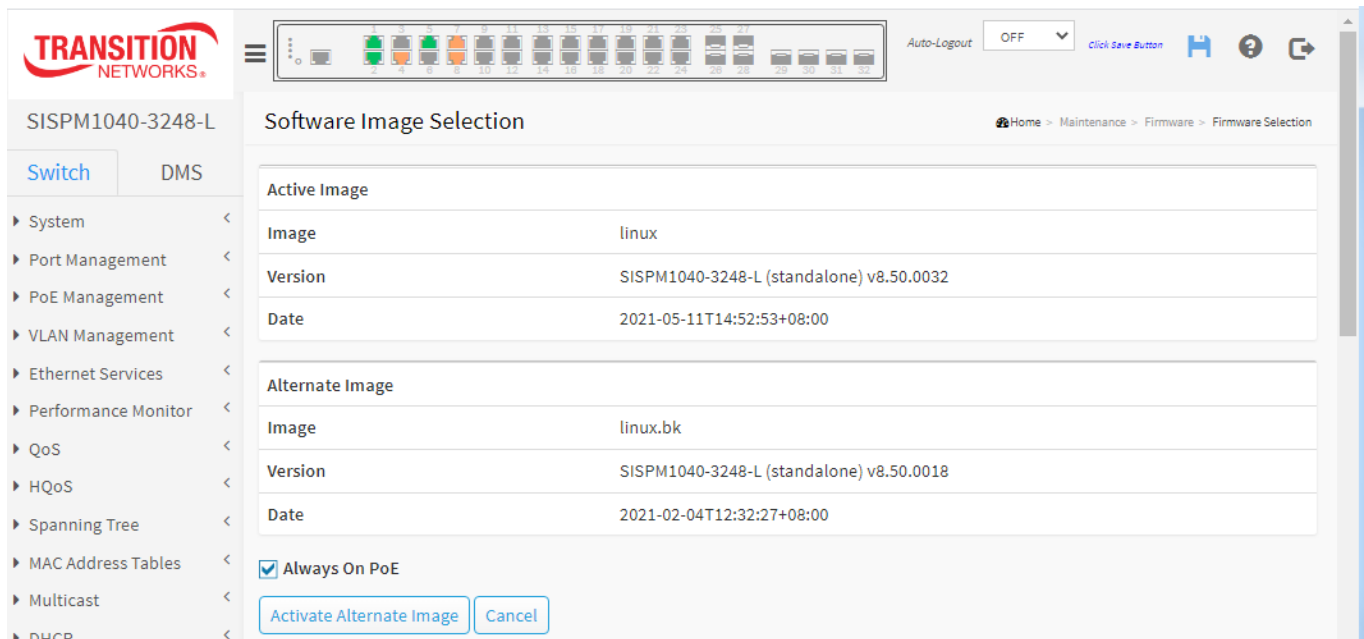 TRANSITION
NETWORKS®
1 3 5 7 9 11 13 15 17 19 21 23 25 27
2 4 6 8 10 12 14 16 18 20 22 24 26 28 29 30 31 32
Auto-Logout OFF Click Save Button
SISPM1040-3248-L
Switch DMS
System
Port Management
PoE Management
VLAN Management
Ethernet Services
Performance Monitor
QoS
HQoS
Spanning Tree
MAC Address Tables
Multicast
DHCP
Software Image Selection
Home > Maintenance > Firmware > Firmware Selection
Active Image
Image linux
Version SISPM1040-3248-L (standalone) v8.50.0032
Date 2021-05-11T14:52:53+08:00
Alternate Image
Image linux.bk
Version SISPM1040-3248-L (standalone) v8.50.0018
Date 2021-02-04T12:32:27+08:00
Always On PoE
Activate Alternate Image Cancel